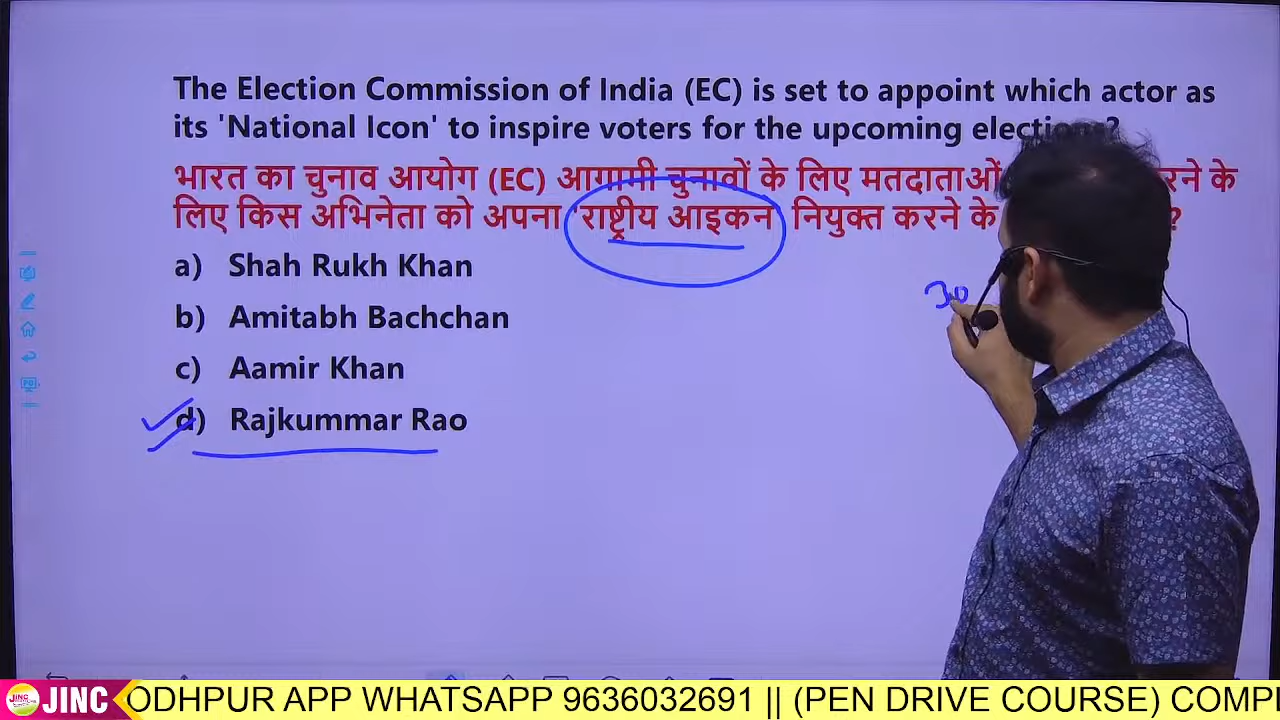 The Election Commission of India (EC) is set to appoint which actor as
its 'National Icon' to inspire voters for the upcoming elections?
भारत का चुनाव आयोग (EC) आगामी चुनावों के लिए मतदाताओं के
लिए किस अभिनेता को अपना 'राष्ट्रीय आइकन' नियुक्त करने के ?
a) Shah Rukh Khan
b) Amitabh Bachchan
c) Aamir Khan
d) Rajkummar Rao
JINC ODHPUR APP WHATSAPP 9636032691 || (PEN DRIVE COURSE) COMPL